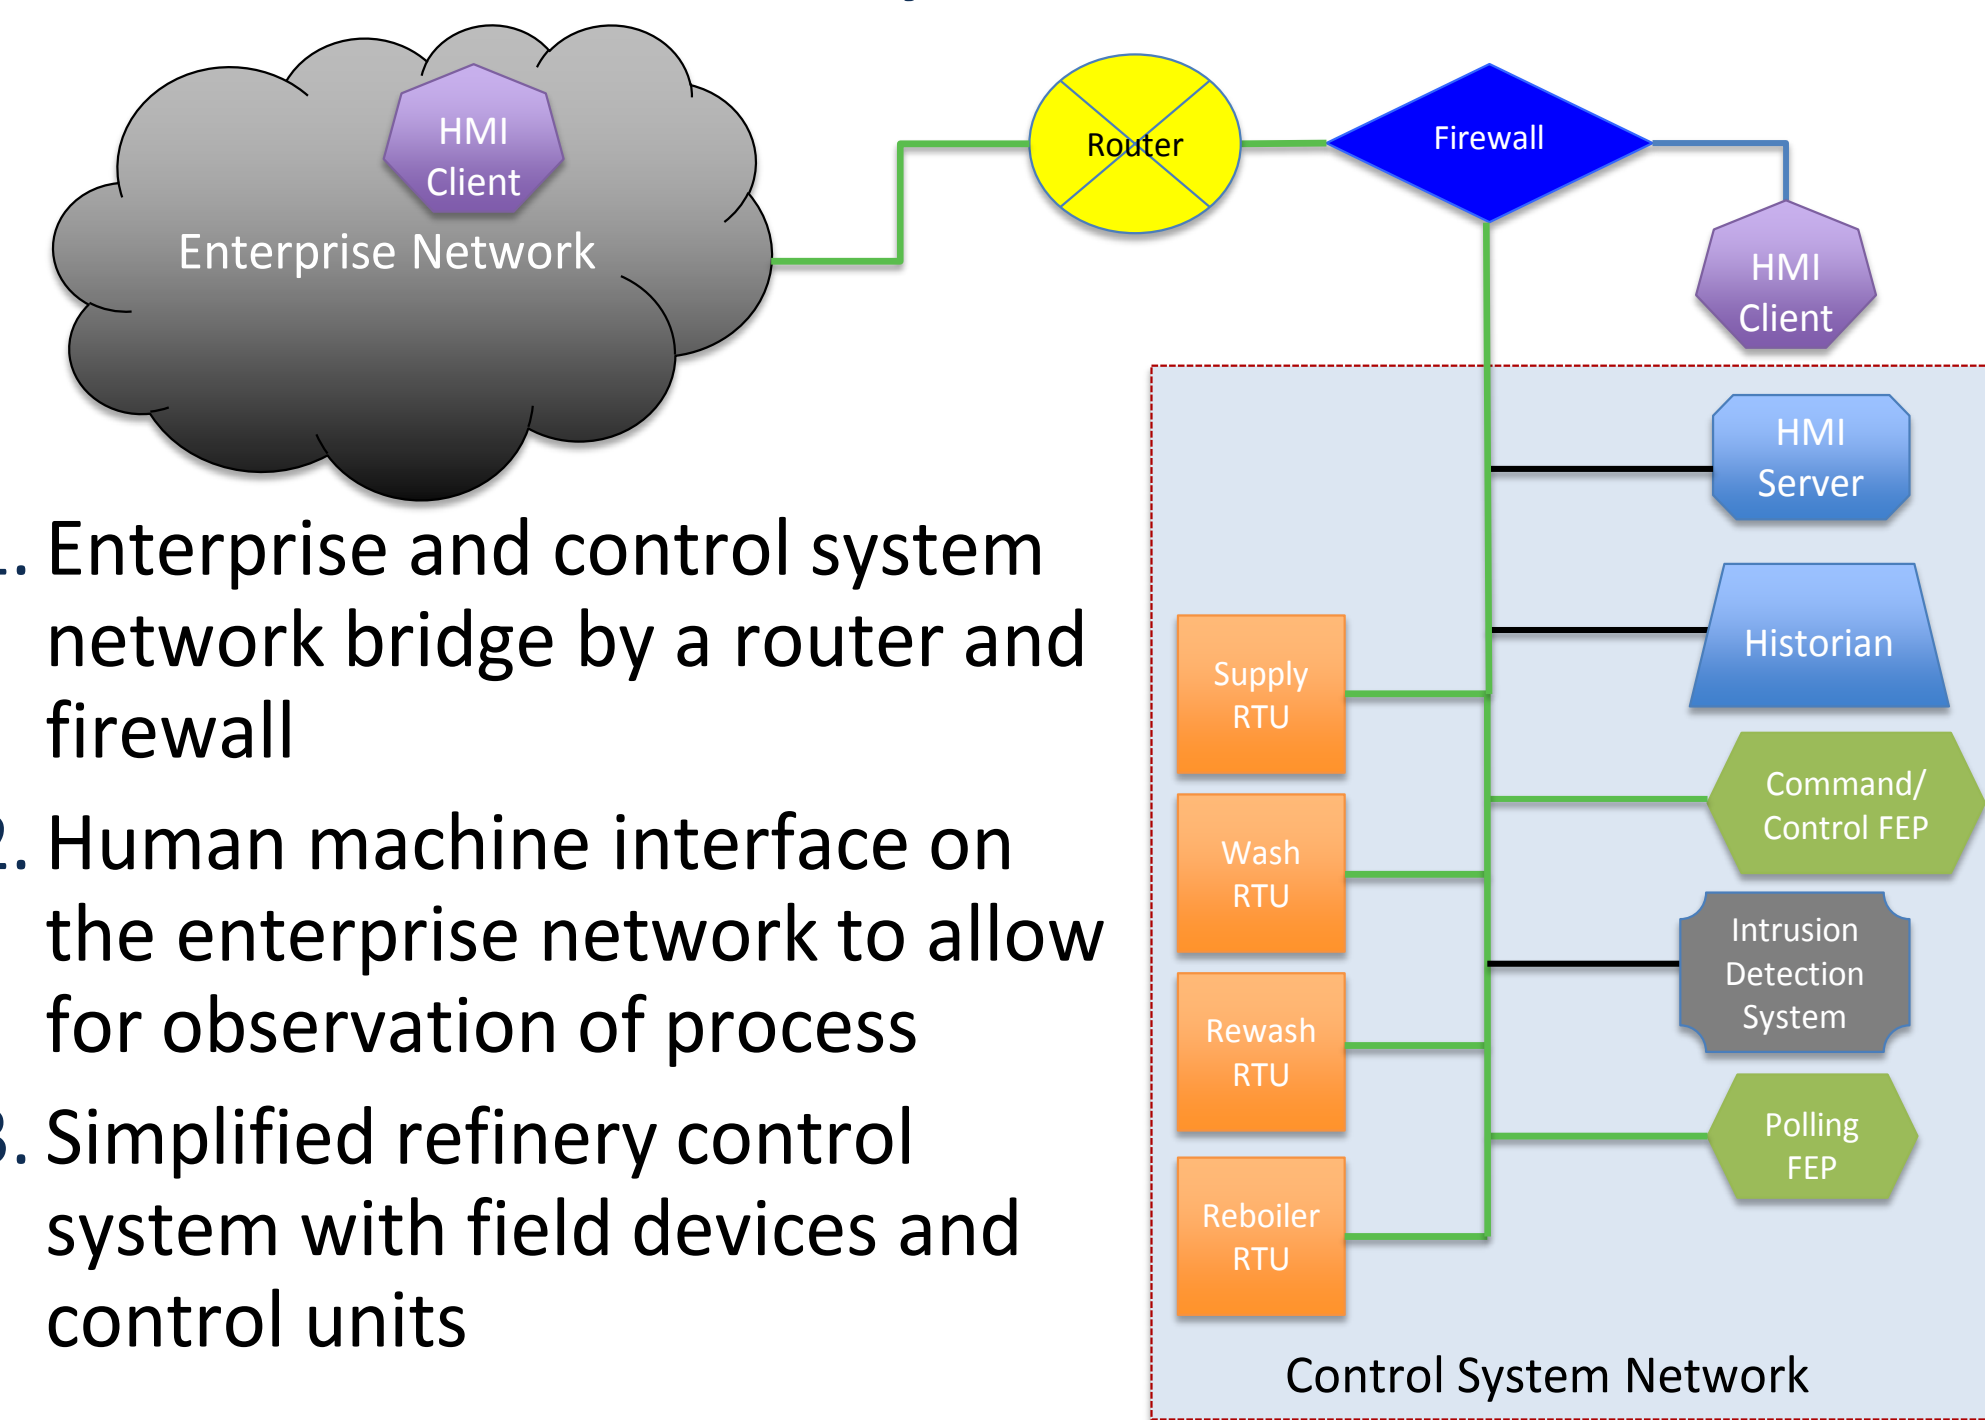 HMI
Client
Enterprise Network
Router
Firewall
HMI
Client
1. Enterprise and control system
network bridge by a router and
firewall
2. Human machine interface on
the enterprise network to allow
for observation of process
3. Simplified refinery control
system with field devices and
control units
HMI
Server
Historian
Supply
RTU
Command/
Control FEP
Wash
RTU
Intrusion
Detection
System
Rewash
RTU
Polling
FEP
Reboiler
RTU
Control System Network